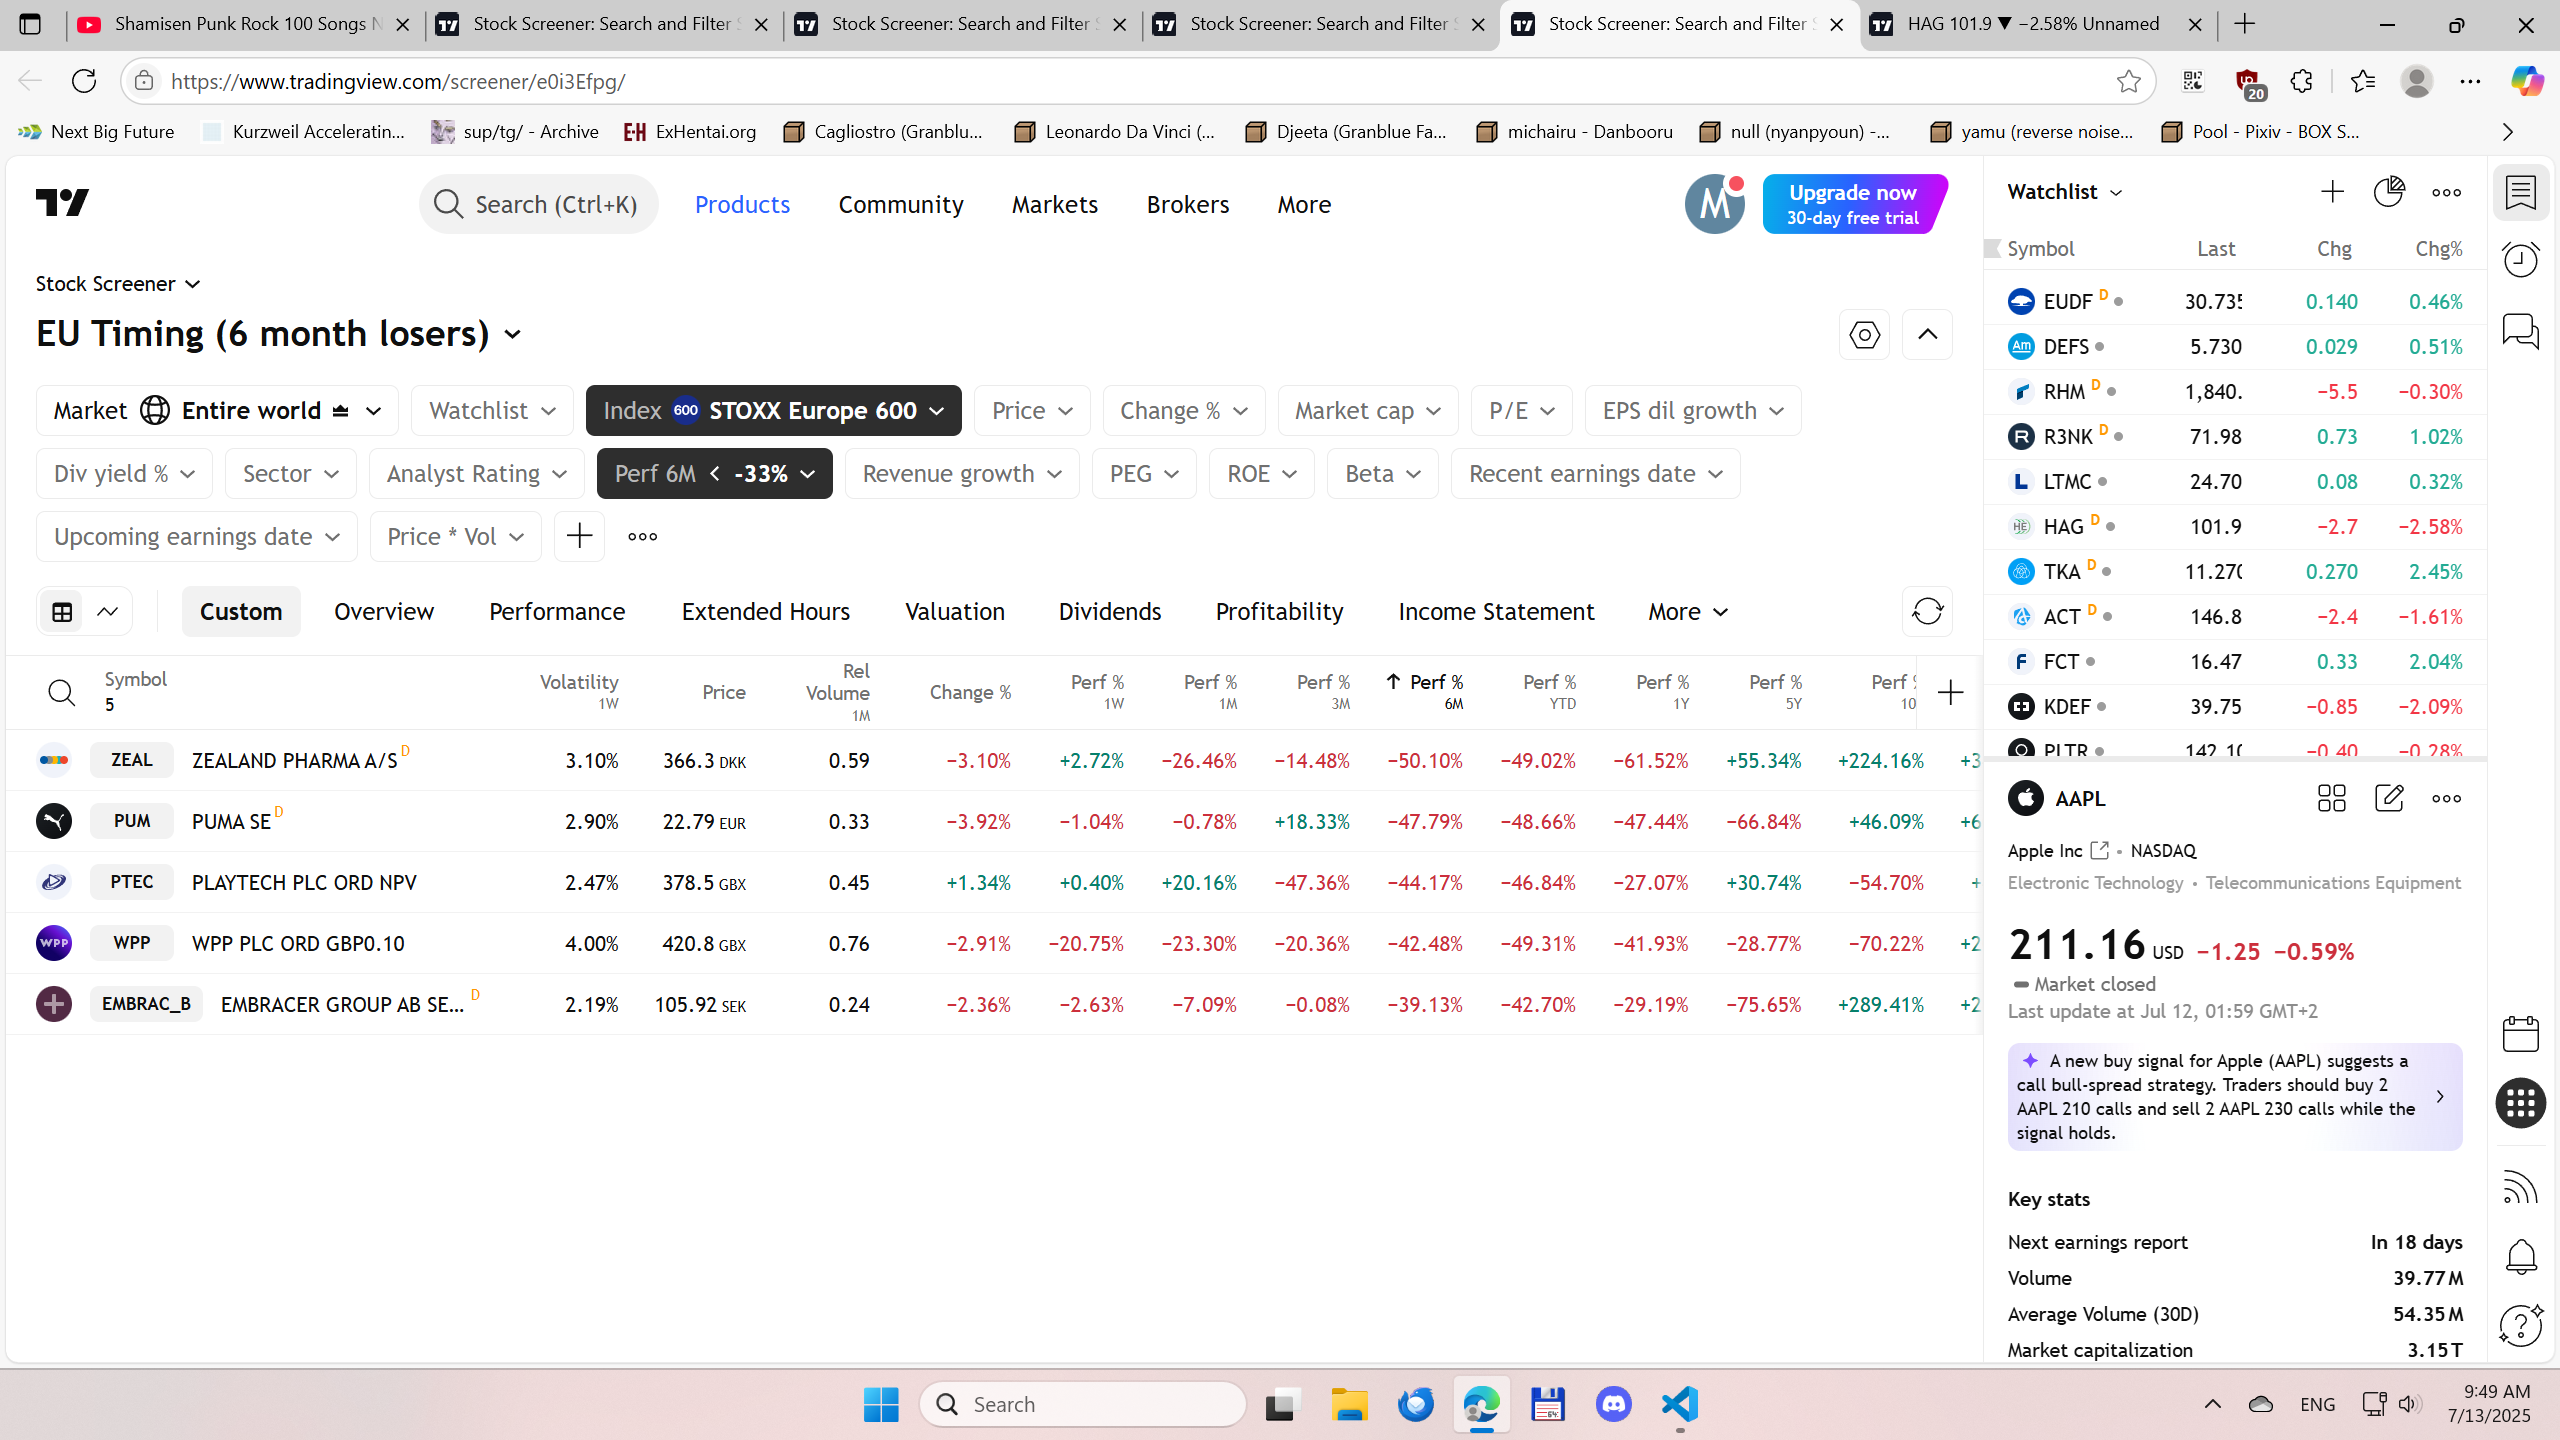 Shamisen Punk Rock 100 Songs N
Stock Screener: Search and Filter S
Stock Screener: Search and Filter S
Stock Screener: Search and Filter S
Stock Screener: Search and Filter S
HAG 101.9 ▼ −2.58% Unnamed
https://www.tradingview.com/screener/e0i3Efpg/
20
Next Big Future
Kurzweil Acceleratin...
sup/tg/ - Archive
ExHentai.org
Cagliostro (Granblu...
Leonardo Da Vinci (...
Djeeta (Granblue Fa...
michairu - Danbooru
null (nyanpyoun) -...
yamu (reverse noise...
Pool - Pixiv - BOX S...
Search (Ctrl+K)
Products
Community
Markets
Brokers
More
M
Upgrade now
30-day free trial
Stock Screener
EU Timing (6 month losers)
Market Entire world
Watchlist
Index 600 STOXX Europe 600
Price
Change %
Market cap
P/E
EPS dil growth
Div yield %
Sector
Analyst Rating
Perf 6M < -33%
Revenue growth
PEG
ROE
Beta
Recent earnings date
Upcoming earnings date
Price * Vol
Custom
Overview
Performance
Extended Hours
Valuation
Dividends
Profitability
Income Statement
More
Symbol 5
Volatility 1W
Price
Rel Volume 1M
Change %
Perf % 1W
Perf % 1M
Perf % 3M
↑ Perf % 6M
Perf % YTD
Perf % 1Y
Perf % 5Y
Perf 10
ZEAL ZEALAND PHARMA A/S D 3.10% 366.3 DKK 0.59 −3.10% +2.72% −26.46% −14.48% −50.10% −49.02% −61.52% +55.34% +224.16% +3
PUM PUMA SE D 2.90% 22.79 EUR 0.33 −3.92% −1.04% −0.78% +18.33% −47.79% −48.66% −47.44% −66.84% +46.09% +6
PTEC PLAYTECH PLC ORD NPV 2.47% 378.5 GBX 0.45 +1.34% +0.40% +20.16% −47.36% −44.17% −46.84% −27.07% +30.74% −54.70% +
WPP WPP WPP PLC ORD GBP0.10 4.00% 420.8 GBX 0.76 −2.91% −20.75% −23.30% −20.36% −42.48% −49.31% −41.93% −28.77% −70.22% +2
EMBRAC_B EMBRACER GROUP AB SE... D 2.19% 105.92 SEK 0.24 −2.36% −2.63% −7.09% −0.08% −39.13% −42.70% −29.19% −75.65% +289.41% +2
Watchlist
Symbol Last Chg Chg%
EUDF D 30.735 0.140 0.46%
Am DEFS 5.730 0.029 0.51%
RHM D 1,840. −5.5 −0.30%
R R3NK D 71.98 0.73 1.02%
L LTMC 24.70 0.08 0.32%
HE HAG D 101.9 −2.7 −2.58%
TKA D 11.270 0.270 2.45%
ACT D 146.8 −2.4 −1.61%
F FCT 16.47 0.33 2.04%
KDEF 39.75 −0.85 −2.09%
PLTR 142.10 −0.40 −0.28%
AAPL
Apple Inc • NASDAQ
Electronic Technology • Telecommunications Equipment
211.16 USD −1.25 −0.59%
Market closed
Last update at Jul 12, 01:59 GMT+2
A new buy signal for Apple (AAPL) suggests a
call bull-spread strategy. Traders should buy 2
AAPL 210 calls and sell 2 AAPL 230 calls while the
signal holds.
Key stats
Next earnings report In 18 days
Volume 39.77 M
Average Volume (30D) 54.35 M
Market capitalization 3.15 T
Search
64
ENG
9:49 AM
7/13/2025